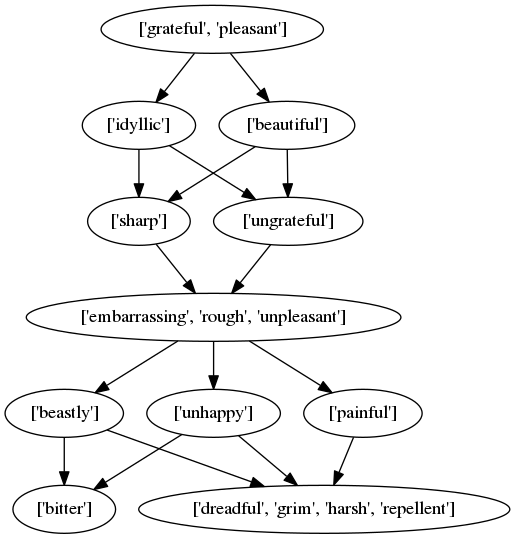 ['grateful', 'pleasant']
['idyllic']
['beautiful']
['sharp']
['ungrateful']
['embarrassing', 'rough', 'unpleasant']
['beastly']
['unhappy']
['painful']
['bitter']
['dreadful', 'grim', 'harsh', 'repellent']